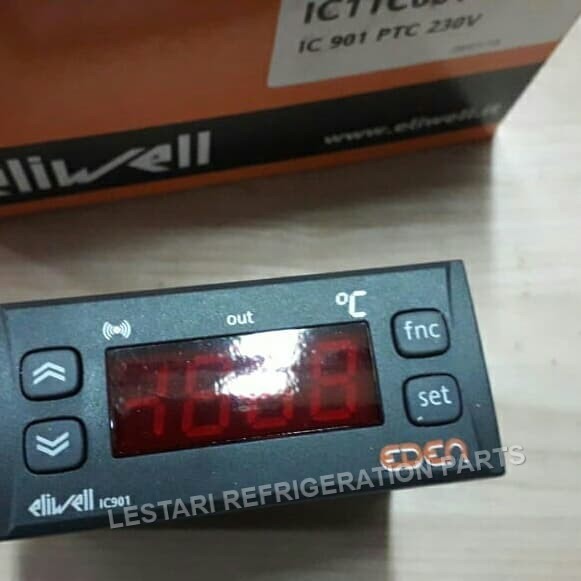 IC 901 PTC 230V
eliwell
www.eliwell.it
out
°C
fnc
set
EDEN
eliwell IC901
LESTARI REFRIGERATION PARTS